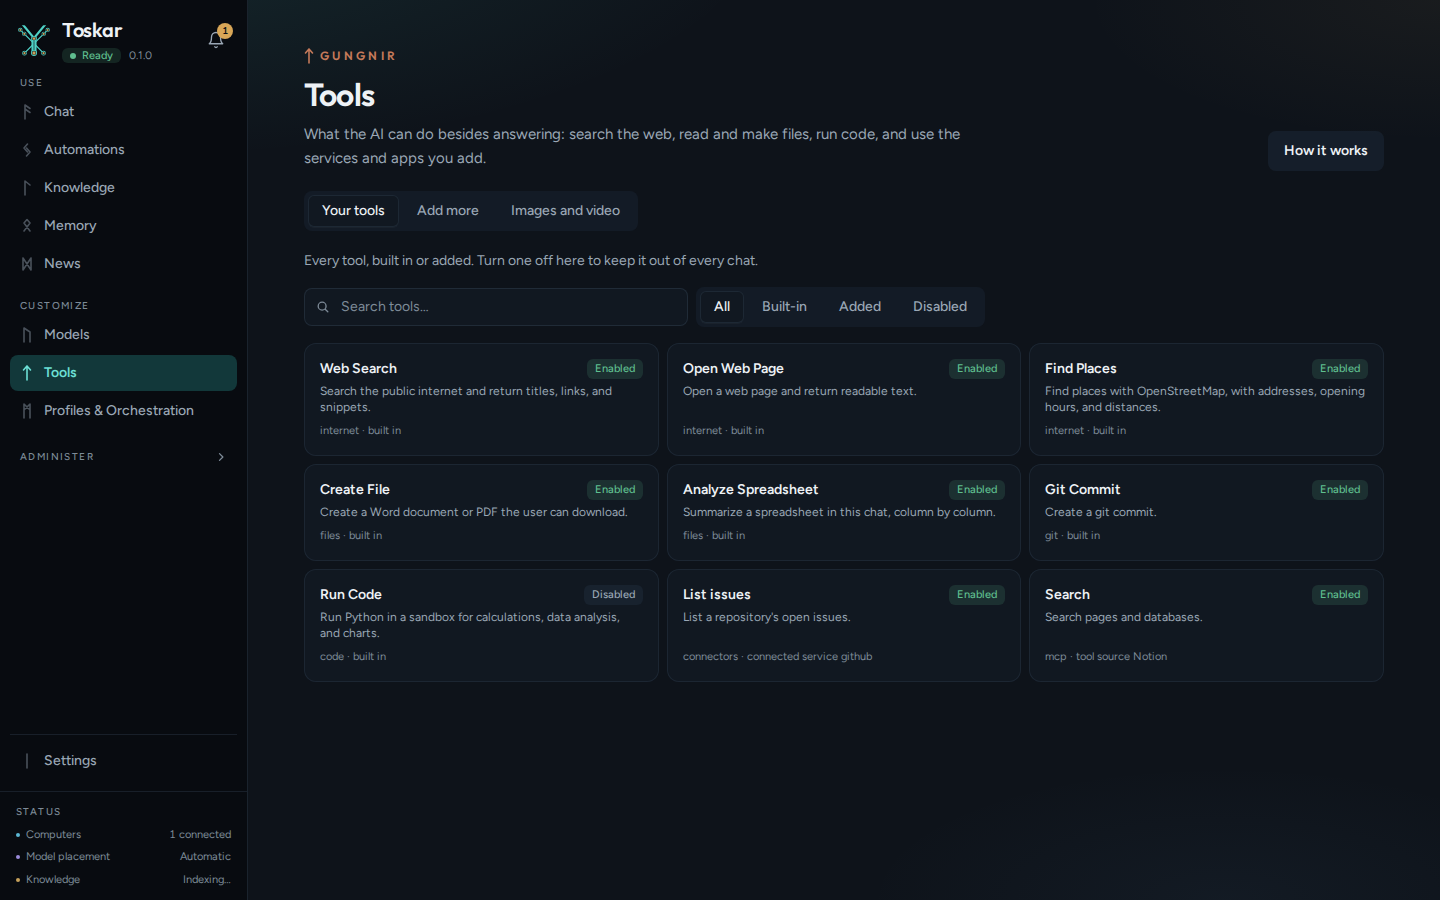 Toskar
1
Ready 0.1.0
USE
Chat
Automations
Knowledge
Memory
News
CUSTOMIZE
Models
Tools
Profiles & Orchestration
ADMINISTER
Settings
STATUS
Computers 1 connected
Model placement Automatic
Knowledge Indexing...
GUNGNIR
Tools
What the AI can do besides answering: search the web, read and make files, run code, and use the
services and apps you add.
How it works
Your tools Add more Images and video
Every tool, built in or added. Turn one off here to keep it out of every chat.
Search tools... All Built-in Added Disabled
Web Search Enabled
Search the public internet and return titles, links, and
snippets.
internet · built in
Open Web Page Enabled
Open a web page and return readable text.
internet · built in
Find Places Enabled
Find places with OpenStreetMap, with addresses, opening
hours, and distances.
internet · built in
Create File Enabled
Create a Word document or PDF the user can download.
files · built in
Analyze Spreadsheet Enabled
Summarize a spreadsheet in this chat, column by column.
files · built in
Git Commit Enabled
Create a git commit.
git · built in
Run Code Disabled
Run Python in a sandbox for calculations, data analysis,
and charts.
code · built in
List issues Enabled
List a repository's open issues.
connectors · connected service github
Search Enabled
Search pages and databases.
mcp · tool source Notion